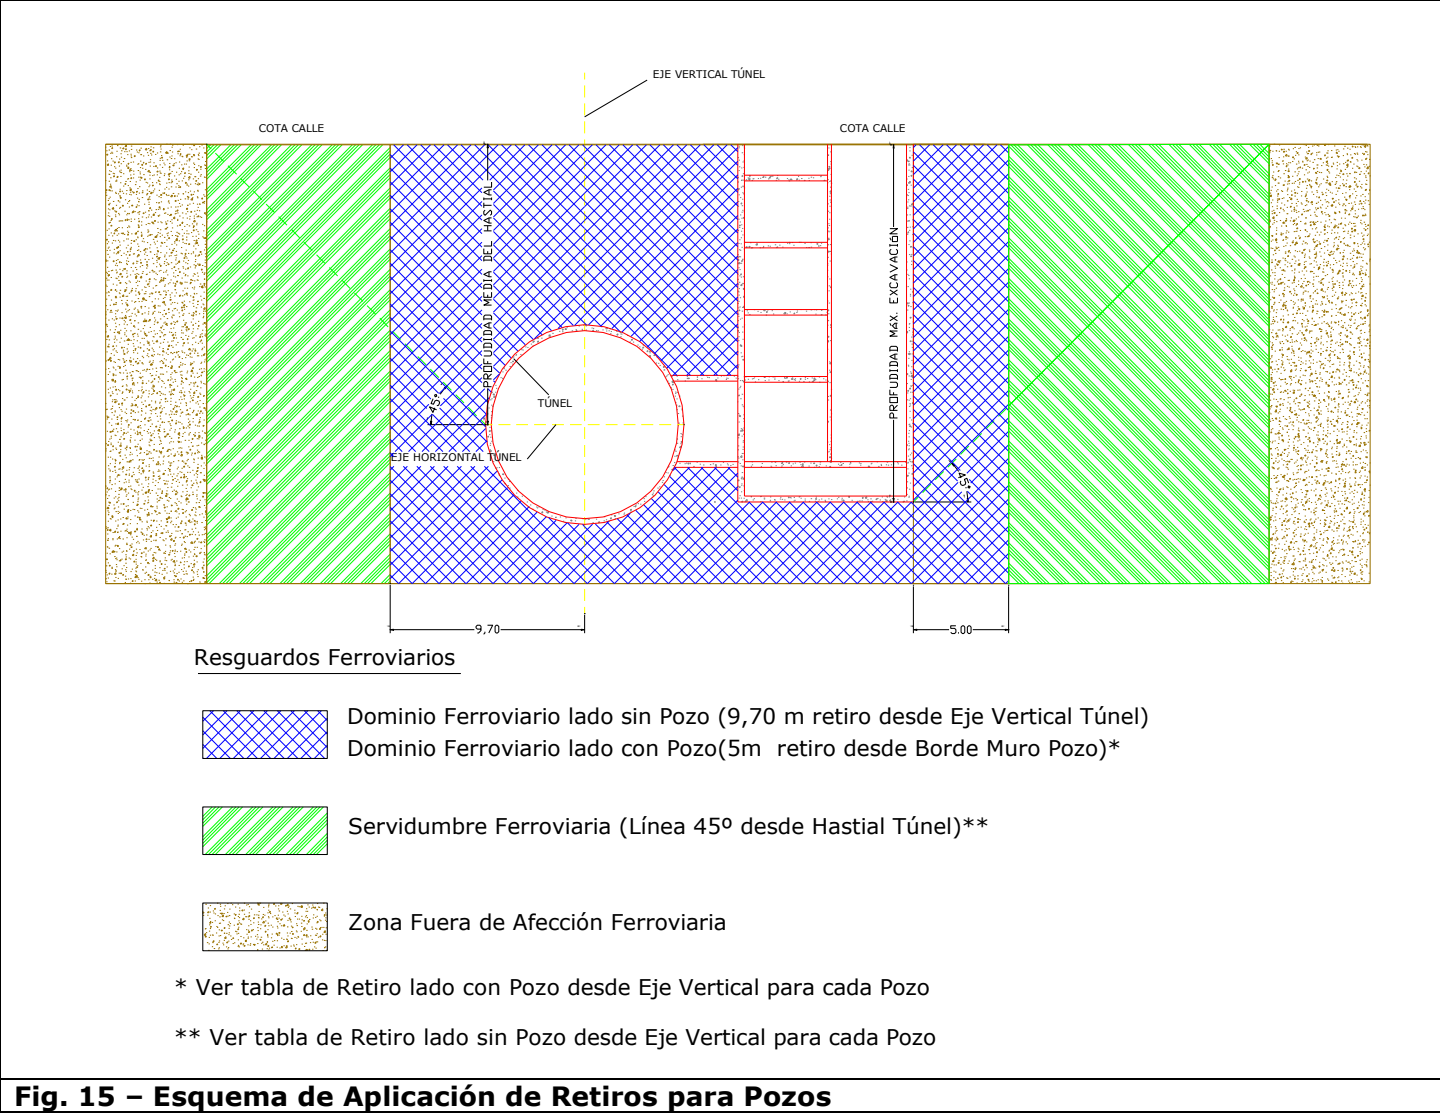 EJE VERTICAL TÚNEL
COTA CALLE
COTA CALLE
PROFUDIDAD MEDIA DEL HASTIAL
PROFUDIDAD MáX. EXCAVACIóN
45°
TÚNEL
EJE HORIZONTAL TÚNEL
45°
9,70
5.00
Resguardos Ferroviarios
Dominio Ferroviario lado sin Pozo (9,70 m retiro desde Eje Vertical Túnel)
Dominio Ferroviario lado con Pozo(5m retiro desde Borde Muro Pozo)*
Servidumbre Ferroviaria (Línea 45º desde Hastial Túnel)**
Zona Fuera de Afección Ferroviaria
* Ver tabla de Retiro lado con Pozo desde Eje Vertical para cada Pozo
** Ver tabla de Retiro lado sin Pozo desde Eje Vertical para cada Pozo
Fig. 15 – Esquema de Aplicación de Retiros para Pozos